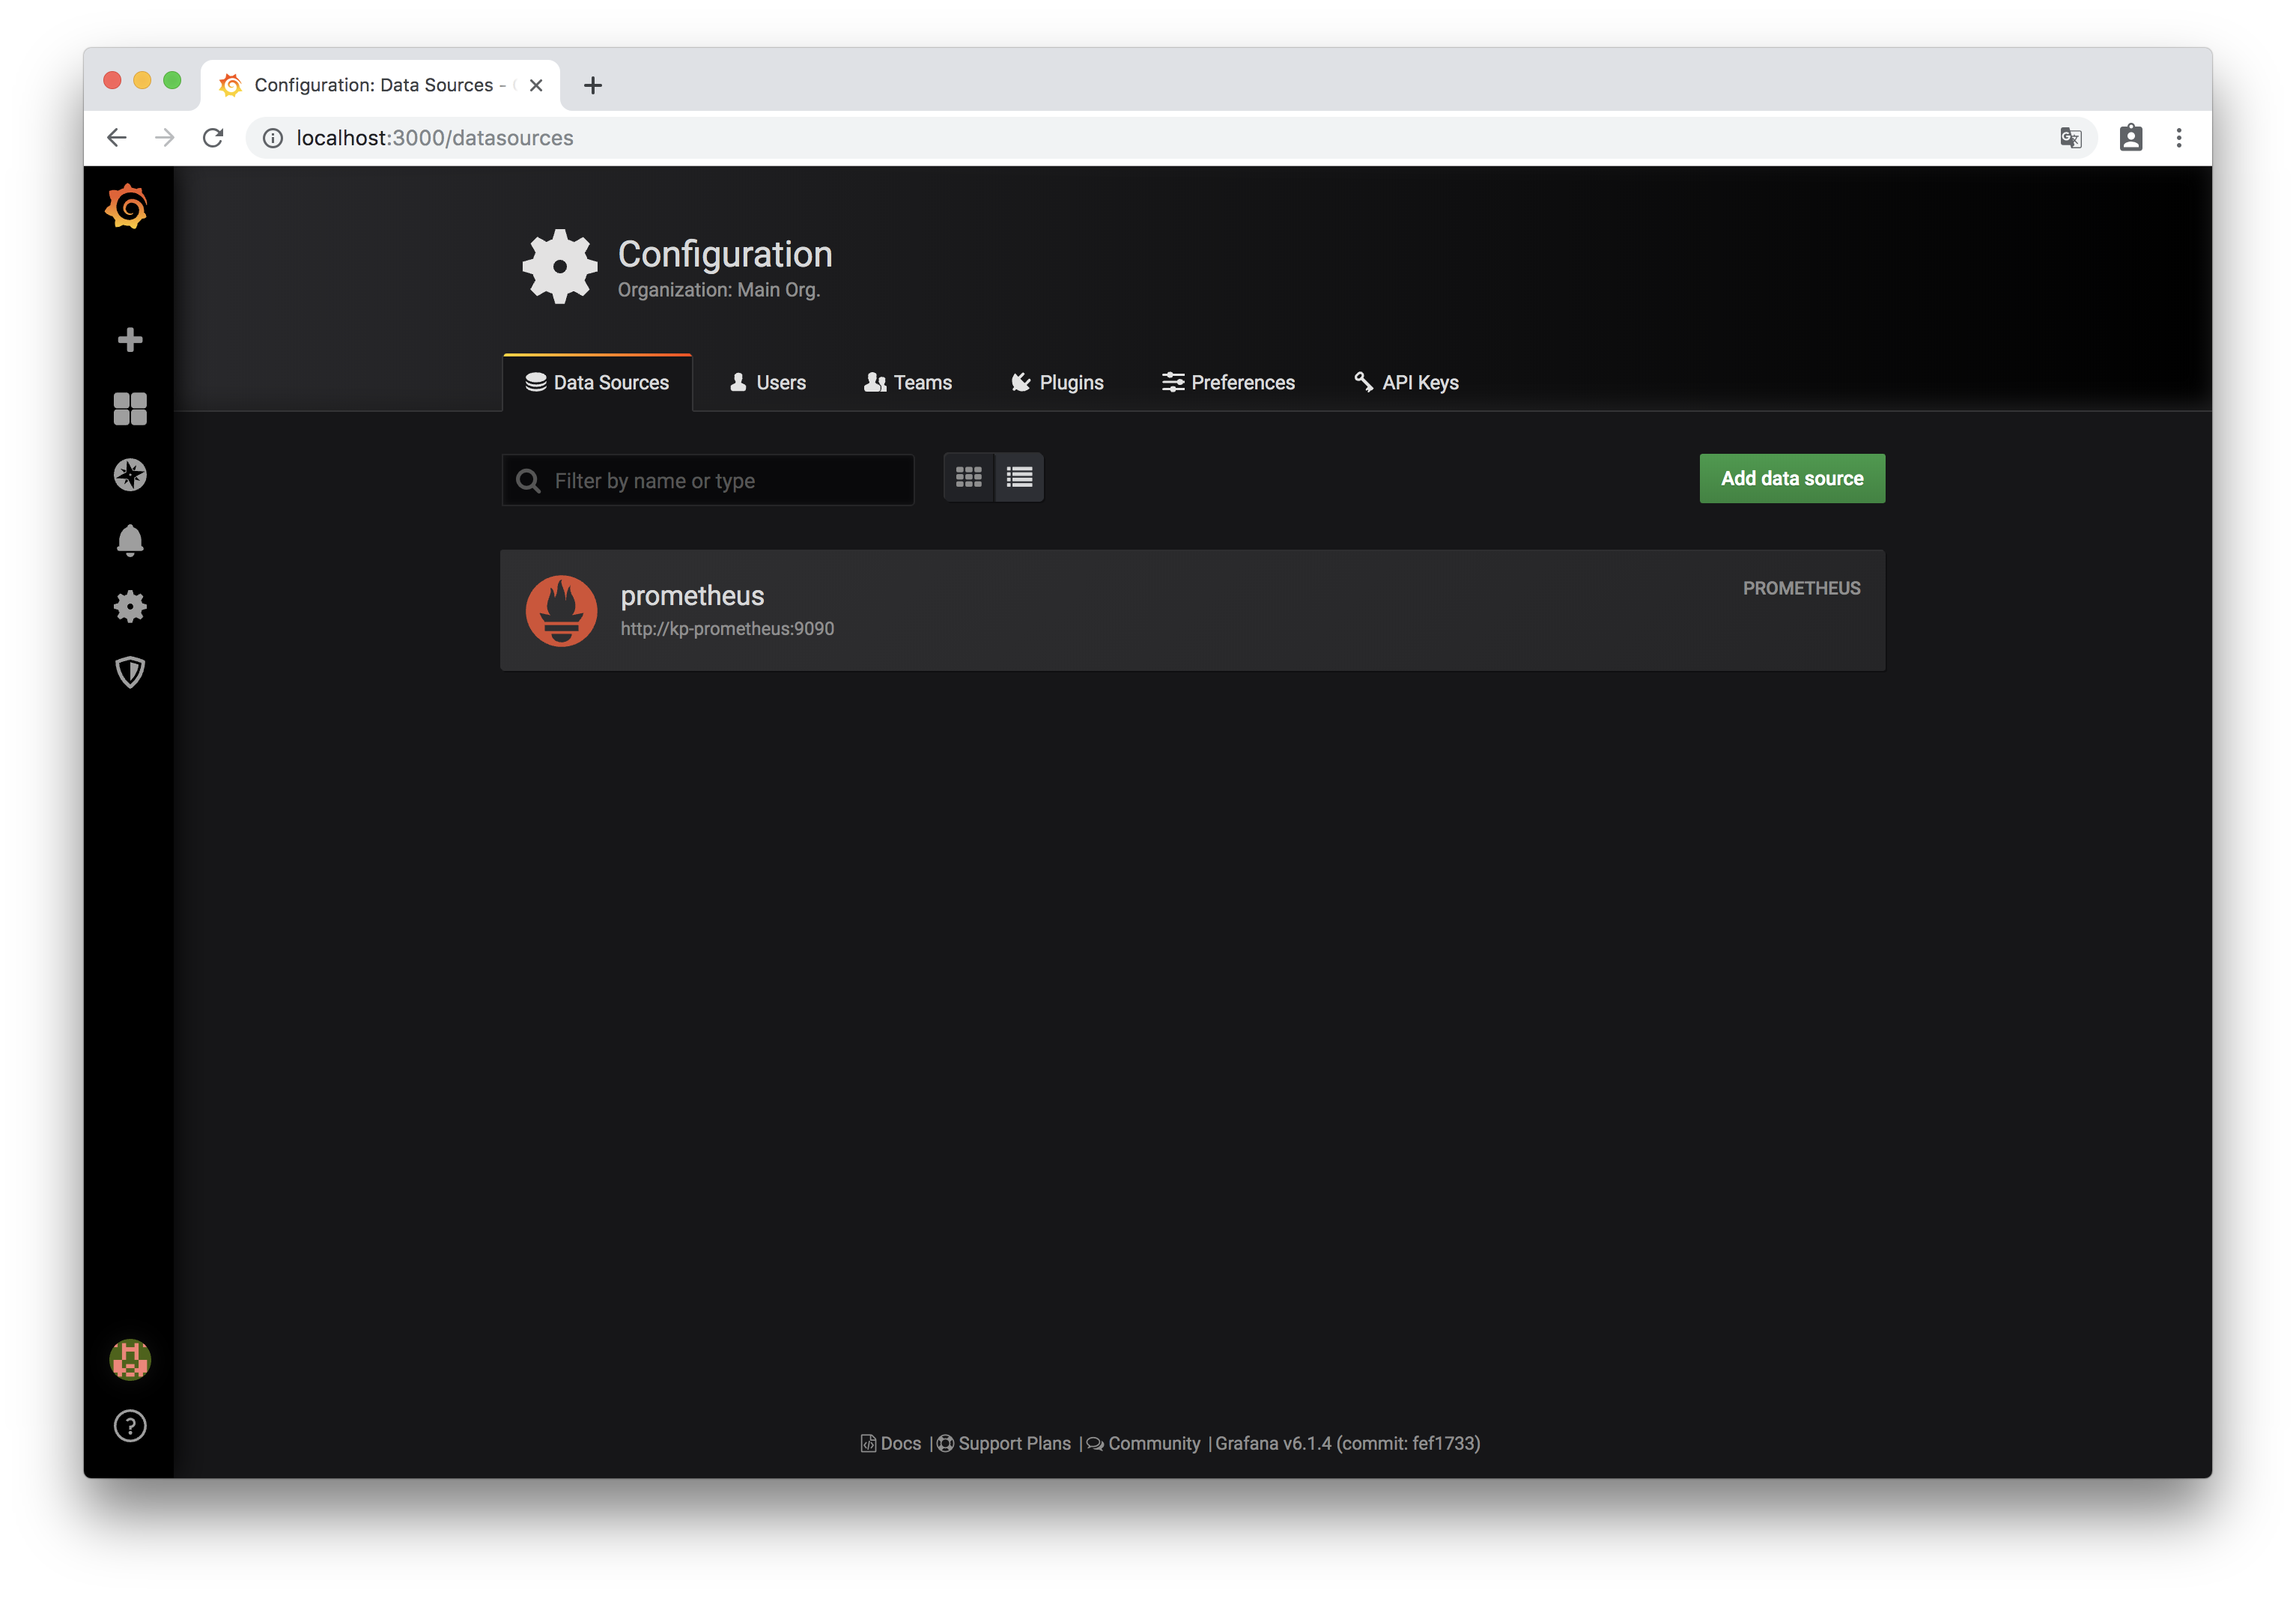 Configuration: Data Sources -
localhost:3000/datasources
Configuration
Organization: Main Org.
Data Sources Users Teams Plugins Preferences API Keys
Filter by name or type
Add data source
prometheus
PROMETHEUS
http://kp-prometheus:9090
Docs | Support Plans | Community | Grafana v6.1.4 (commit: fef1733)